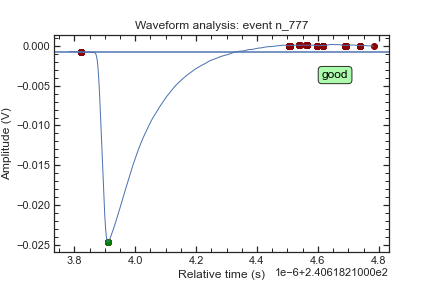 Waveform analysis: event n_777
0.000
−0.005
−0.010
−0.015
−0.020
−0.025
Amplitude (V)
good
3.8
4.0
4.2
4.4
4.6
4.8
1e−6+2.4061821000e2
Relative time (s)